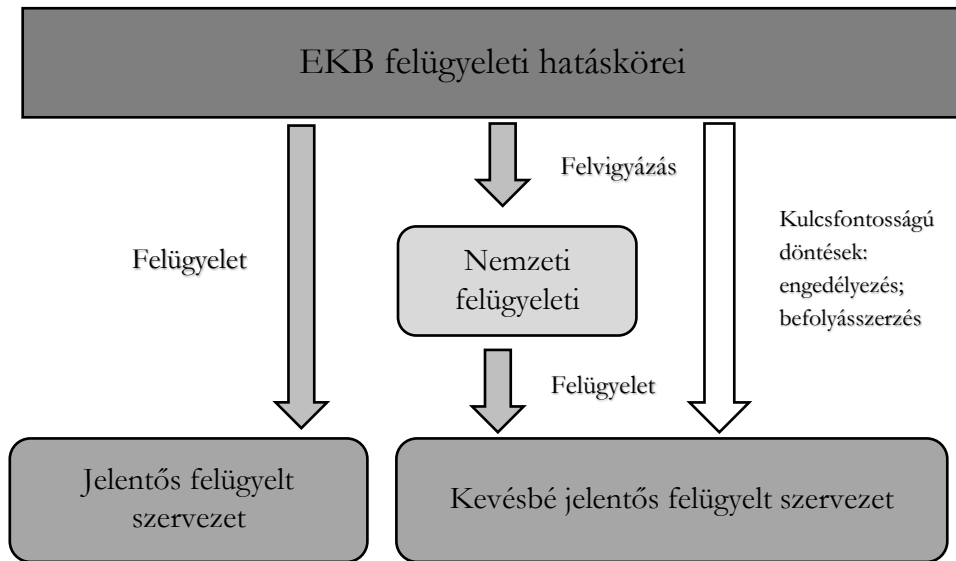 EKB felügyeleti hatáskörei
Felvigyázás
Kulcsfontosságú
döntések:
engedélyezés;
befolyásszerzés
Felügyelet
Nemzeti
felügyeleti
Felügyelet
Jelentős felügyelt
szervezet
Kevésbé jelentős felügyelt szervezet